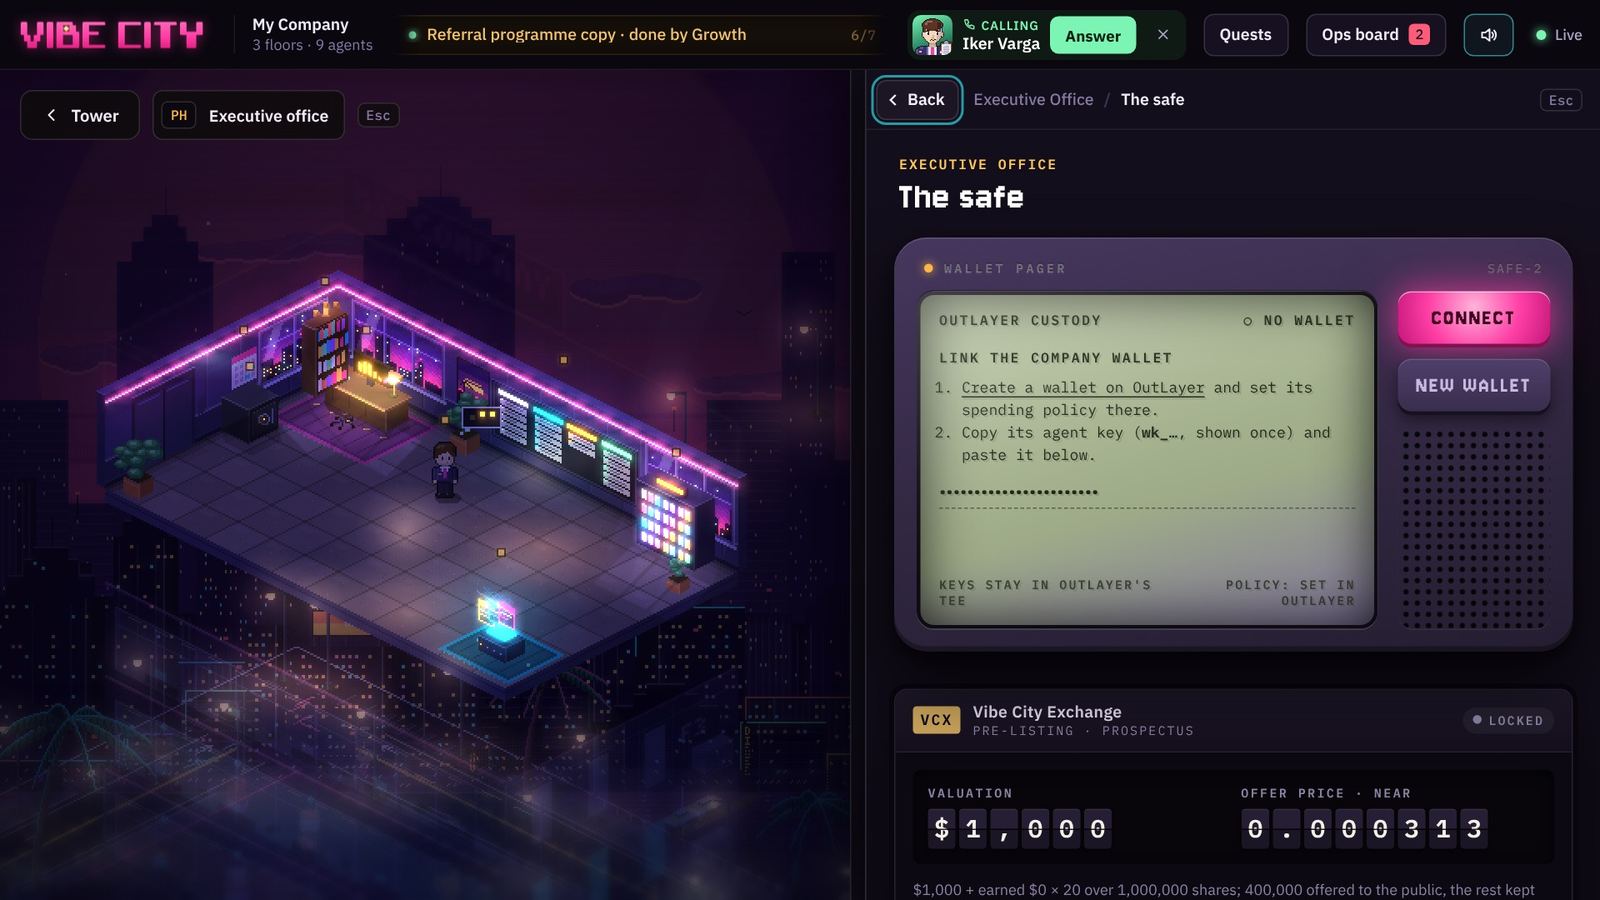 VIBE CITY
My Company
3 floors · 9 agents
Referral programme copy · done by Growth
6/7
CALLING
Iker Varga
Answer
Quests
Ops board
2
Live
Tower
PH
Executive office
Esc
Back
Executive Office / The safe
Esc
EXECUTIVE OFFICE
The safe
WALLET PAGER
SAFE-2
OUTLAYER CUSTODY
NO WALLET
LINK THE COMPANY WALLET
1. Create a wallet on OutLayer and set its
spending policy there.
2. Copy its agent key (wk_…, shown once) and
paste it below.
KEYS STAY IN OUTLAYER'S
TEE
POLICY: SET IN
OUTLAYER
CONNECT
NEW WALLET
VCX
Vibe City Exchange
PRE-LISTING · PROSPECTUS
LOCKED
VALUATION
$1,000
OFFER PRICE · NEAR
0.000313
$1,000 + earned $0 × 20 over 1,000,000 shares; 400,000 offered to the public, the rest kept